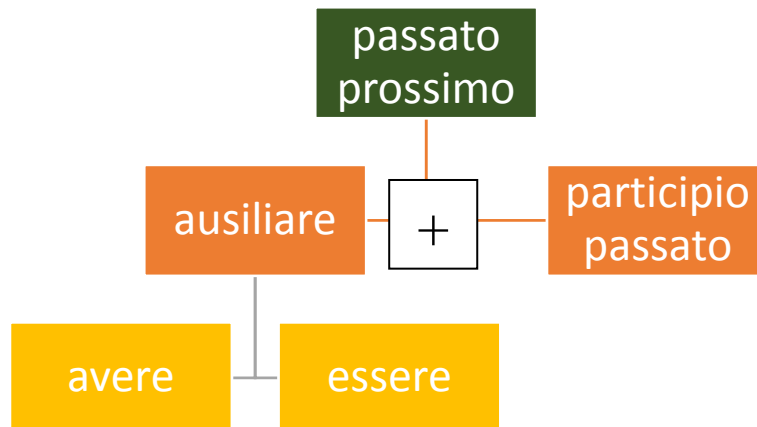 passato
prossimo
ausiliare
+
participio
passato
avere
essere